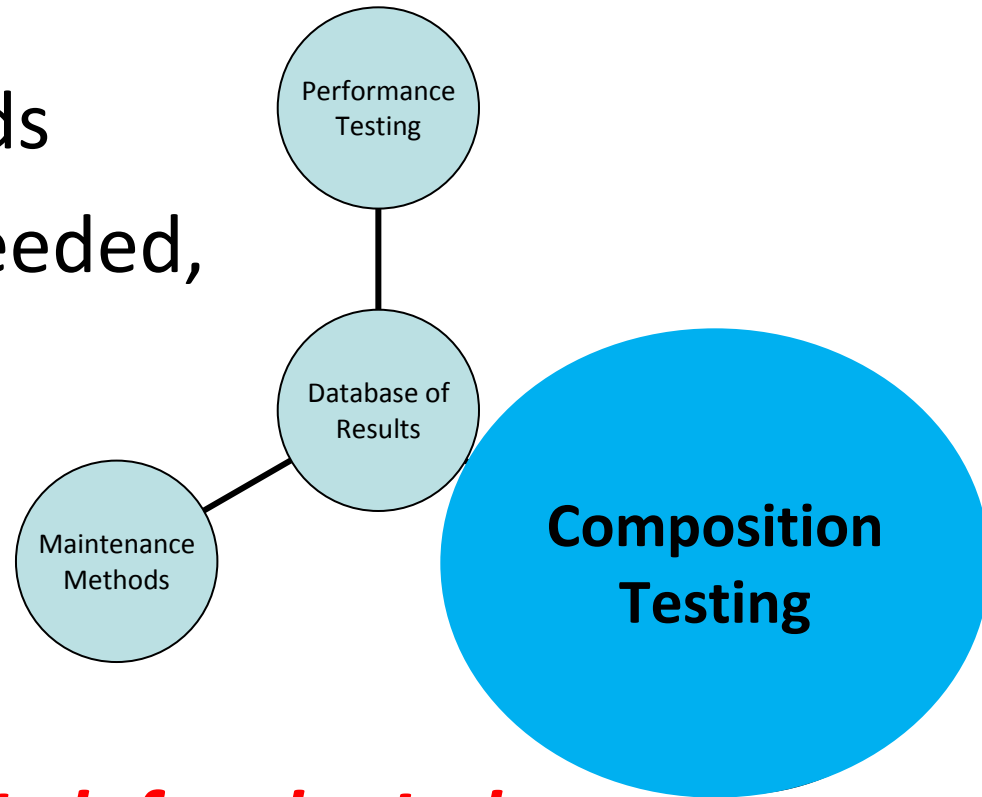 Performance
Testing
ds
eeded,
Database of
Results
Composition
Testing
Maintenance
Methods